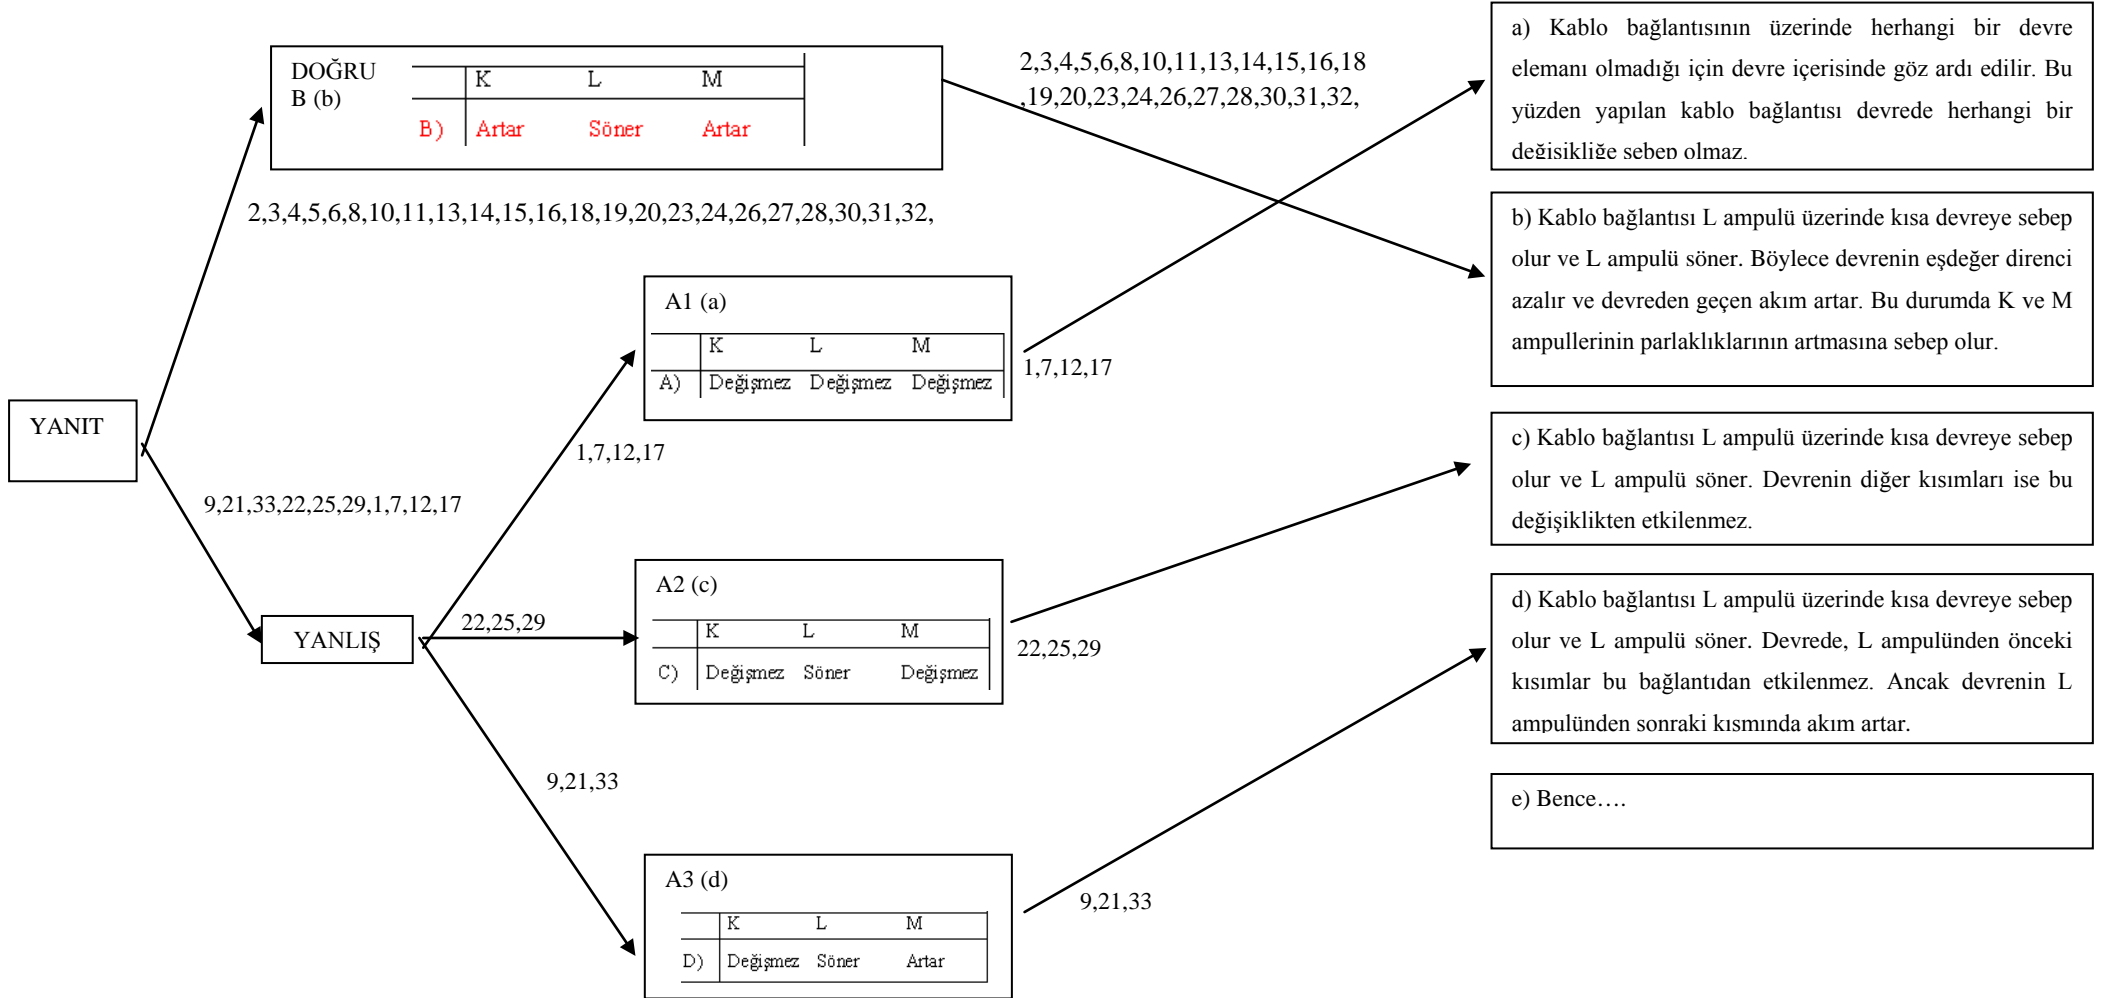 DOĞRU
B (b)
K L M
B) Artar Söner Artar
2,3,4,5,6,8,10,11,13,14,15,16,18
,19,20,23,24,26,27,28,30,31,32,
2,3,4,5,6,8,10,11,13,14,15,16,18,19,20,23,24,26,27,28,30,31,32,
YANIT
9,21,33,22,25,29,1,7,12,17
YANLIŞ
1,7,12,17
22,25,29
9,21,33
A1 (a)
K L M
A) Değişmez Değişmez Değişmez
1,7,12,17
A2 (c)
K L M
C) Değişmez Söner Değişmez
22,25,29
A3 (d)
K L M
D) Değişmez Söner Artar
9,21,33
a) Kablo bağlantısının üzerinde herhangi bir devre
elemanı olmadığı için devre içerisinde göz ardı edilir. Bu
yüzden yapılan kablo bağlantısı devrede herhangi bir
değişikliğe sebep olmaz.
b) Kablo bağlantısı L ampulü üzerinde kısa devreye sebep
olur ve L ampulü söner. Böylece devrenin eşdeğer direnci
azalır ve devreden geçen akım artar. Bu durumda K ve M
ampullerinin parlaklıklarının artmasına sebep olur.
c) Kablo bağlantısı L ampulü üzerinde kısa devreye sebep
olur ve L ampulü söner. Devrenin diğer kısımları ise bu
değişiklikten etkilenmez.
d) Kablo bağlantısı L ampulü üzerinde kısa devreye sebep
olur ve L ampulü söner. Devrede, L ampulünden önceki
kısımlar bu bağlantıdan etkilenmez. Ancak devrenin L
ampulünden sonraki kısmında akım artar.
e) Bence….